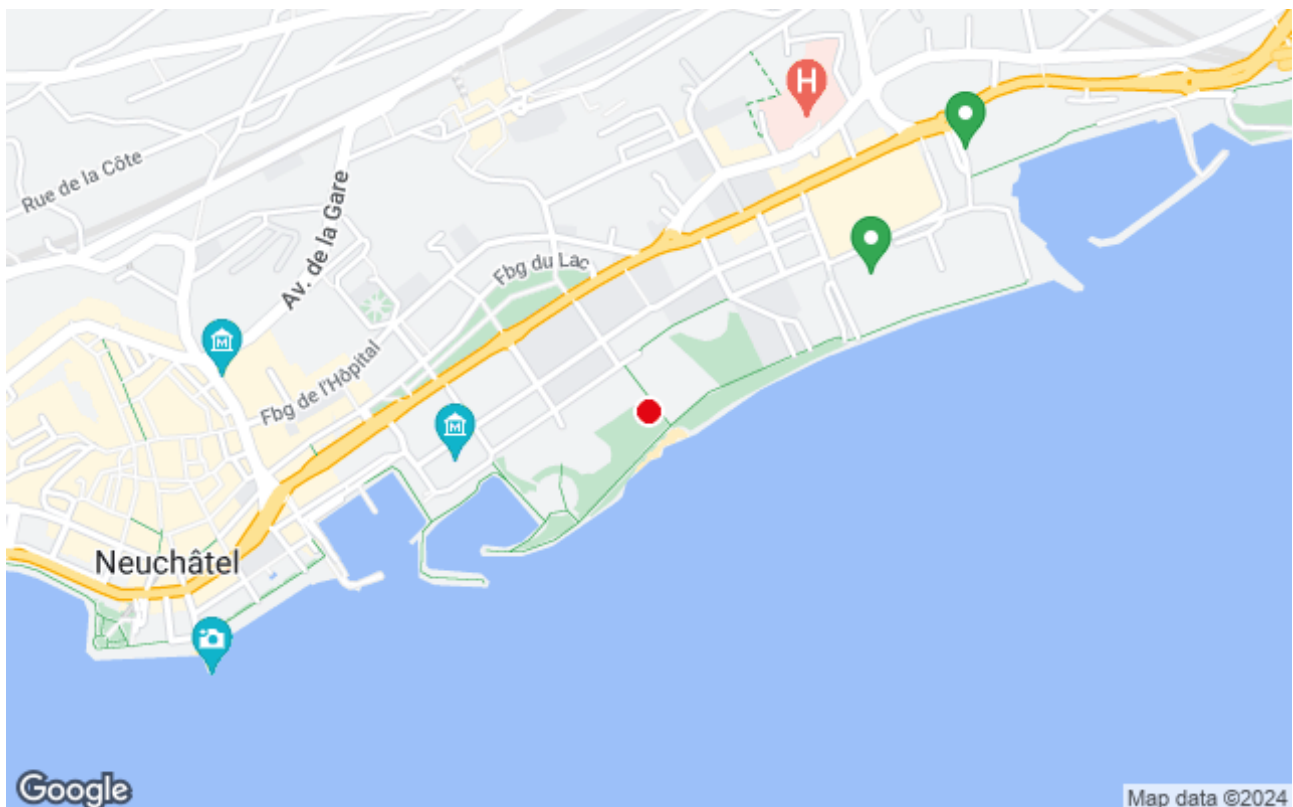 H
Rue de la Côte
Av. de la Gare
Fbg du Lac
M
Fbg de l'Hôpital
M
Neuchâtel
Google
Map data ©2024